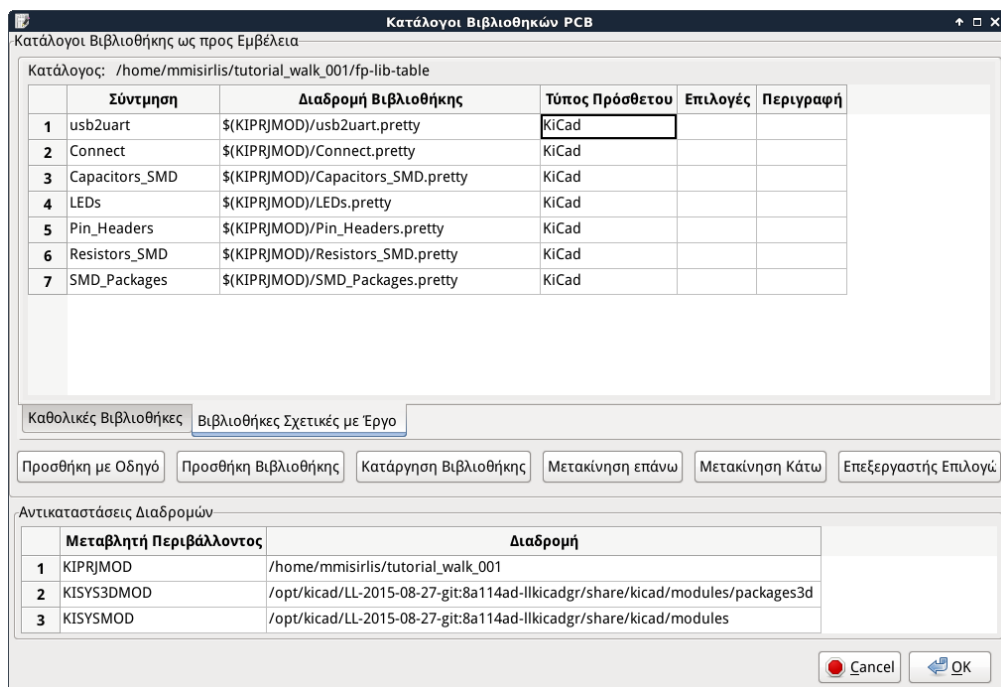 Κατάλογοι Βιβλιοθηκών PCB
Κατάλογοι Βιβλιοθήκης ως προς Εμβέλεια
Κατάλογος: /home/mmisirlis/tutorial_walk_001/fp-lib-table
Σύντμηση Διαδρομή Βιβλιοθήκης Τύπος Πρόσθετου Επιλογές Περιγραφή
1 usb2uart $(KIPRJMOD)/usb2uart.pretty KiCad
2 Connect $(KIPRJMOD)/Connect.pretty KiCad
3 Capacitors_SMD $(KIPRJMOD)/Capacitors_SMD.pretty KiCad
4 LEDs $(KIPRJMOD)/LEDs.pretty KiCad
5 Pin_Headers $(KIPRJMOD)/Pin_Headers.pretty KiCad
6 Resistors_SMD $(KIPRJMOD)/Resistors_SMD.pretty KiCad
7 SMD_Packages $(KIPRJMOD)/SMD_Packages.pretty KiCad
Καθολικές Βιβλιοθήκες Βιβλιοθήκες Σχετικές με Έργο
Προσθήκη με Οδηγό Προσθήκη Βιβλιοθήκης Κατάργηση Βιβλιοθήκης Μετακίνηση επάνω Μετακίνηση Κάτω Επεξεργαστής Επιλογώ
Αντικαταστάσεις Διαδρομών
Μεταβλητή Περιβάλλοντος Διαδρομή
1 KIPRJMOD /home/mmisirlis/tutorial_walk_001
2 KISYS3DMOD /opt/kicad/LL-2015-08-27-git:8a114ad-llkicadgr/share/kicad/modules/packages3d
3 KISYSMOD /opt/kicad/LL-2015-08-27-git:8a114ad-llkicadgr/share/kicad/modules
Cancel OK